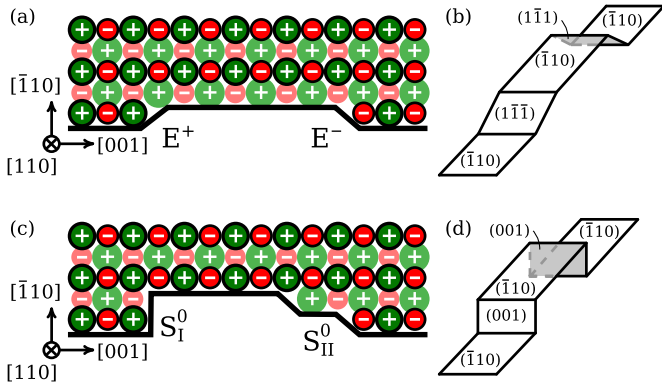 (a)
[1̄10]
[110]
[001]
E⁺
E⁻
(b)
(11̄1)
(1̄10)
(1̄10)
(11̄1̄)
(1̄10)
(c)
[1̄10]
[110]
[001]
S⁰_I
S⁰_II
(d)
(001)
(1̄10)
(1̄10)
(001)
(1̄10)